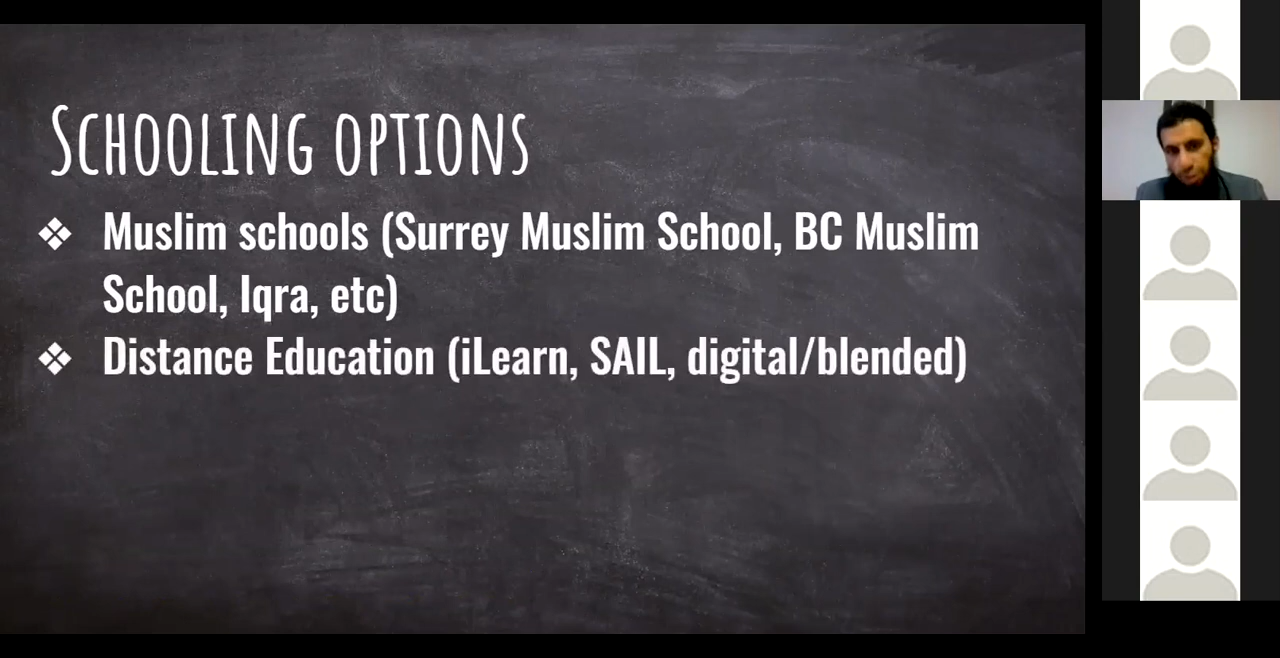 Schooling options
❖ Muslim schools (Surrey Muslim School, BC Muslim
School, Iqra, etc)
❖ Distance Education (iLearn, SAIL, digital/blended)